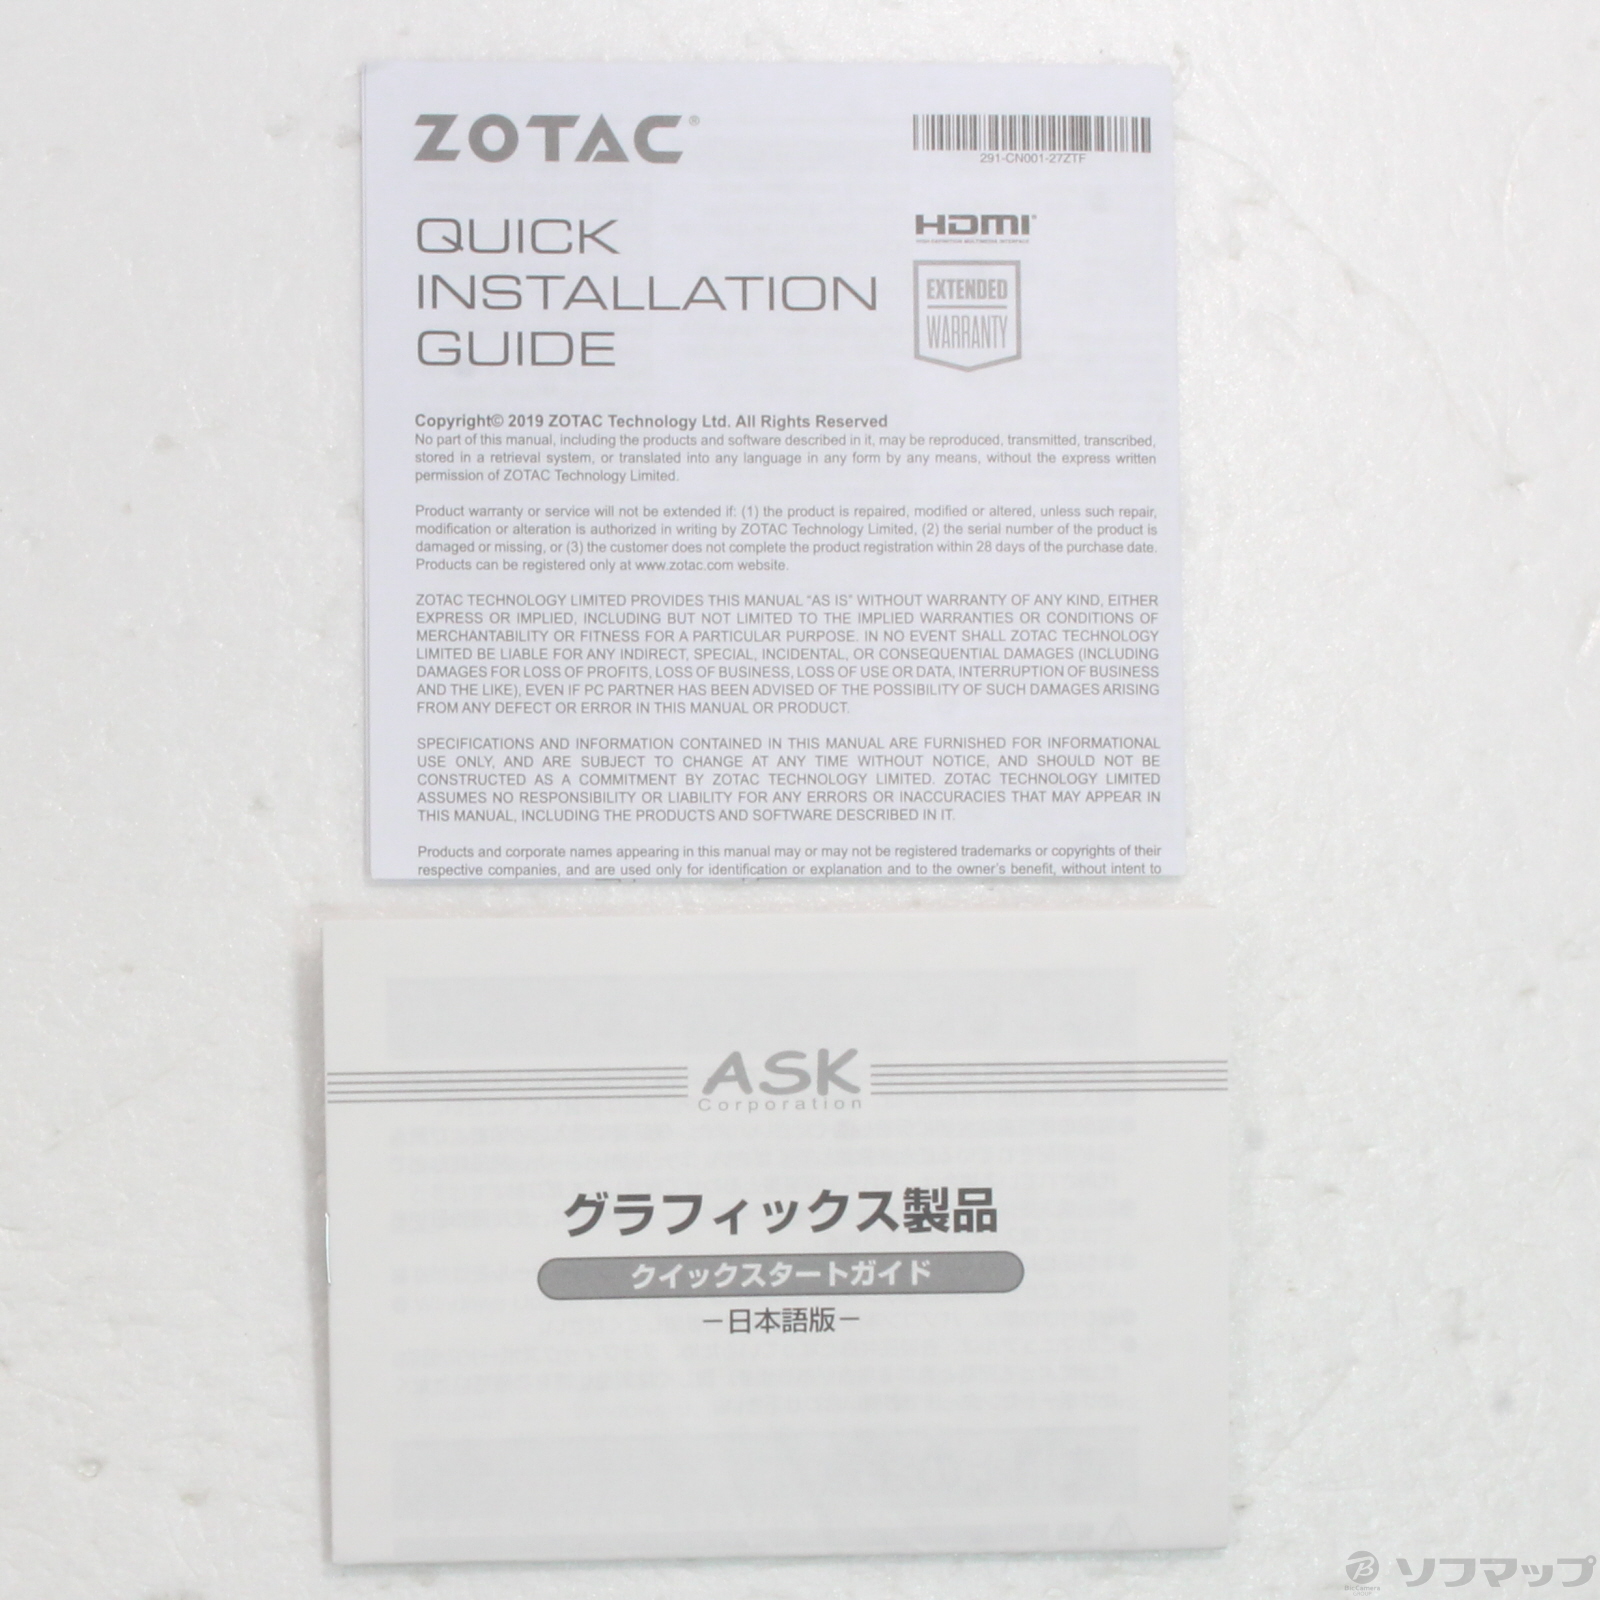 ZOTAC®
291-CN001-27ZTF
QUICK
INSTALLATION
GUIDE
HDMI®
HIGH-DEFINITION MULTIMEDIA INTERFACE
EXTENDED
WARRANTY
Copyright© 2019 ZOTAC Technology Ltd. All Rights Reserved
No part of this manual, including the products and software described in it, may be reproduced, transmitted, transcribed,
stored in a retrieval system, or translated into any language in any form by any means, without the express written
permission of ZOTAC Technology Limited.
Product warranty or service will not be extended if: (1) the product is repaired, modified or altered, unless such repair,
modification or alteration is authorized in writing by ZOTAC Technology Limited, (2) the serial number of the product is
damaged or missing, or (3) the customer does not complete the product registration within 28 days of the purchase date.
Products can be registered only at www.zotac.com website.
ZOTAC TECHNOLOGY LIMITED PROVIDES THIS MANUAL "AS IS" WITHOUT WARRANTY OF ANY KIND, EITHER
EXPRESS OR IMPLIED, INCLUDING BUT NOT LIMITED TO THE IMPLIED WARRANTIES OR CONDITIONS OF
MERCHANTABILITY OR FITNESS FOR A PARTICULAR PURPOSE. IN NO EVENT SHALL ZOTAC TECHNOLOGY
LIMITED BE LIABLE FOR ANY INDIRECT, SPECIAL, INCIDENTAL, OR CONSEQUENTIAL DAMAGES (INCLUDING
DAMAGES FOR LOSS OF PROFITS, LOSS OF BUSINESS, LOSS OF USE OR DATA, INTERRUPTION OF BUSINESS
AND THE LIKE), EVEN IF PC PARTNER HAS BEEN ADVISED OF THE POSSIBILITY OF SUCH DAMAGES ARISING
FROM ANY DEFECT OR ERROR IN THIS MANUAL OR PRODUCT.
SPECIFICATIONS AND INFORMATION CONTAINED IN THIS MANUAL ARE FURNISHED FOR INFORMATIONAL
USE ONLY, AND ARE SUBJECT TO CHANGE AT ANY TIME WITHOUT NOTICE, AND SHOULD NOT BE
CONSTRUCTED AS A COMMITMENT BY ZOTAC TECHNOLOGY LIMITED. ZOTAC TECHNOLOGY LIMITED
ASSUMES NO RESPONSIBILITY OR LIABILITY FOR ANY ERRORS OR INACCURACIES THAT MAY APPEAR IN
THIS MANUAL, INCLUDING THE PRODUCTS AND SOFTWARE DESCRIBED IN IT.
Products and corporate names appearing in this manual may or may not be registered trademarks or copyrights of their
respective companies, and are used only for identification or explanation and to the owner's benefit, without intent to
ASK
Corporation
グラフィックス製品
クイックスタートガイド
－日本語版－
B
BicCamera
GROUP
ソフマップ